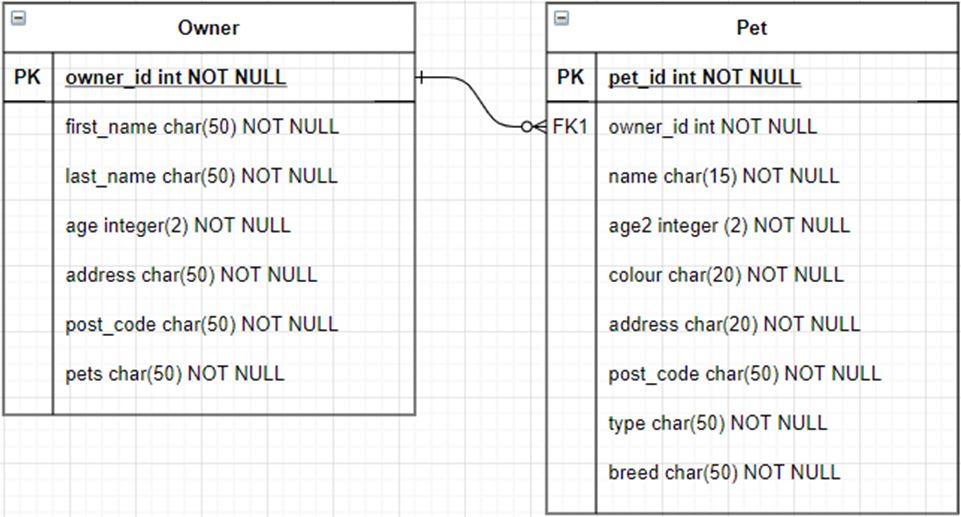 Owner
PK owner_id int NOT NULL
first_name char(50) NOT NULL
last_name char(50) NOT NULL
age integer(2) NOT NULL
address char(50) NOT NULL
post_code char(50) NOT NULL
pets char(50) NOT NULL
Pet
PK pet_id int NOT NULL
FK1 owner_id int NOT NULL
name char(15) NOT NULL
age2 integer (2) NOT NULL
colour char(20) NOT NULL
address char(20) NOT NULL
post_code char(50) NOT NULL
type char(50) NOT NULL
breed char(50) NOT NULL